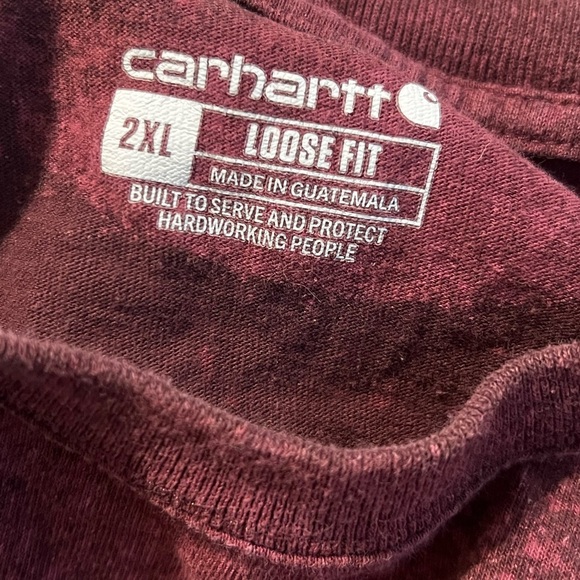 carhartt
2XL
LOOSE FIT
MADE IN GUATEMALA
BUILT TO SERVE AND PROTECT
HARDWORKING PEOPLE